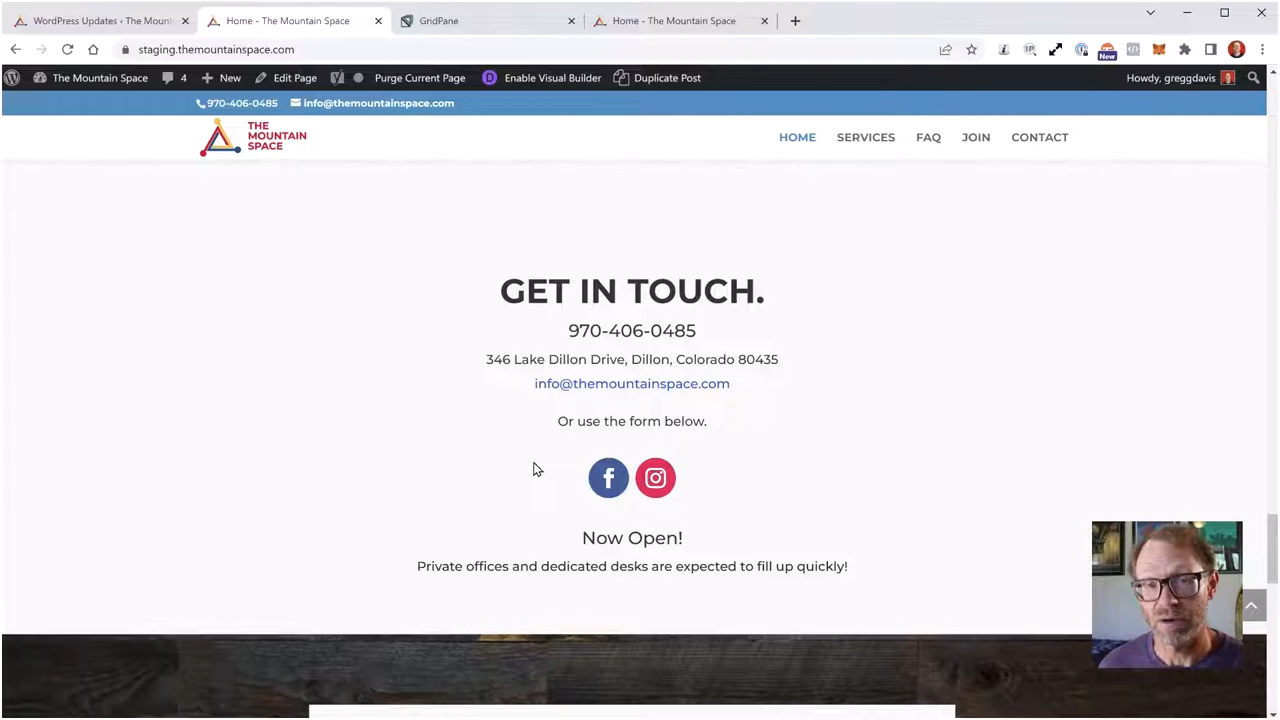 WordPress Updates ‹ The Mount
Home - The Mountain Space
GridPane
Home - The Mountain Space
staging.themountainspace.com
New
The Mountain Space
4
New
Edit Page
Purge Current Page
Enable Visual Builder
Duplicate Post
Howdy, greggdavis
970-406-0485
info@themountainspace.com
THE
MOUNTAIN
SPACE
HOME
SERVICES
FAQ
JOIN
CONTACT
GET IN TOUCH.
970-406-0485
346 Lake Dillon Drive, Dillon, Colorado 80435
info@themountainspace.com
Or use the form below.
Now Open!
Private offices and dedicated desks are expected to fill up quickly!